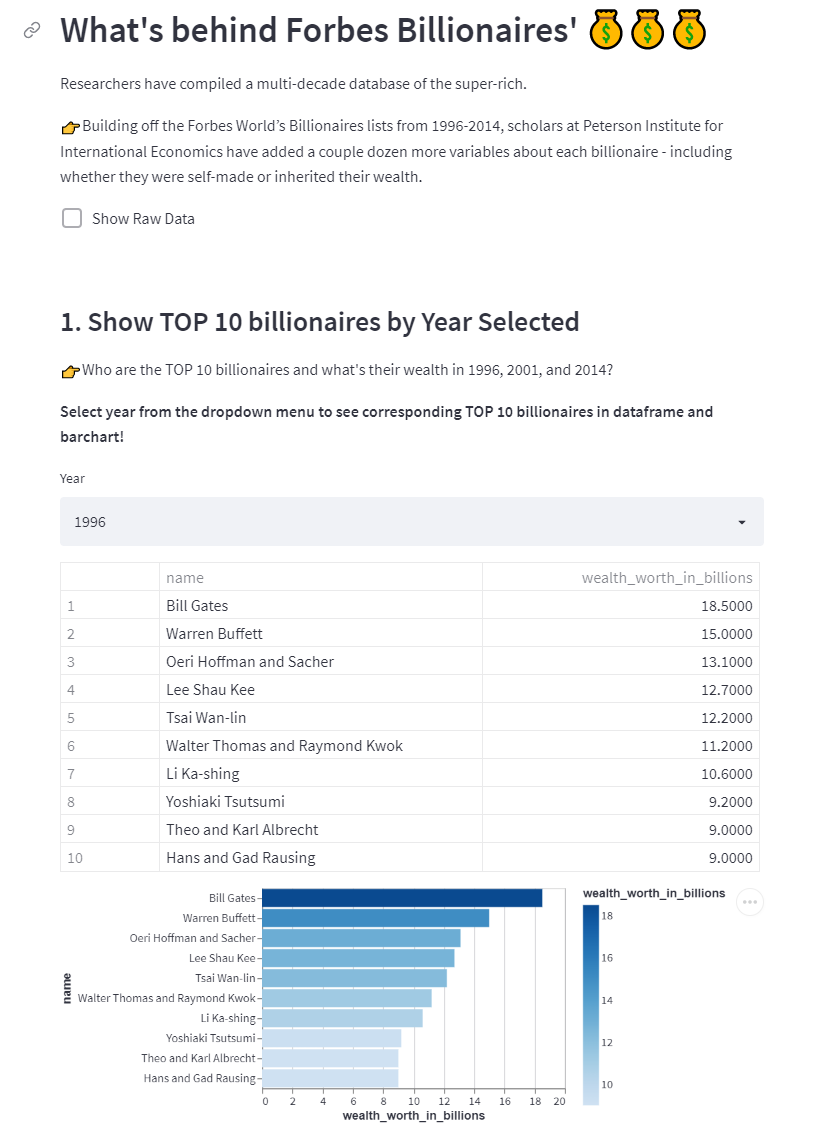 What's behind Forbes Billionaires' 💰💰💰
Researchers have compiled a multi-decade database of the super-rich.
👉Building off the Forbes World’s Billionaires lists from 1996-2014, scholars at Peterson Institute for
International Economics have added a couple dozen more variables about each billionaire - including
whether they were self-made or inherited their wealth.
Show Raw Data
1. Show TOP 10 billionaires by Year Selected
👉Who are the TOP 10 billionaires and what's their wealth in 1996, 2001, and 2014?
Select year from the dropdown menu to see corresponding TOP 10 billionaires in dataframe and
barchart!
Year
1996
name wealth_worth_in_billions
1 Bill Gates 18.5000
2 Warren Buffett 15.0000
3 Oeri Hoffman and Sacher 13.1000
4 Lee Shau Kee 12.7000
5 Tsai Wan-lin 12.2000
6 Walter Thomas and Raymond Kwok 11.2000
7 Li Ka-shing 10.6000
8 Yoshiaki Tsutsumi 9.2000
9 Theo and Karl Albrecht 9.0000
10 Hans and Gad Rausing 9.0000
name
Bill Gates
Warren Buffett
Oeri Hoffman and Sacher
Lee Shau Kee
Tsai Wan-lin
Walter Thomas and Raymond Kwok
Li Ka-shing
Yoshiaki Tsutsumi
Theo and Karl Albrecht
Hans and Gad Rausing
0 2 4 6 8 10 12 14 16 18 20
wealth_worth_in_billions
wealth_worth_in_billions
18
16
14
12
10